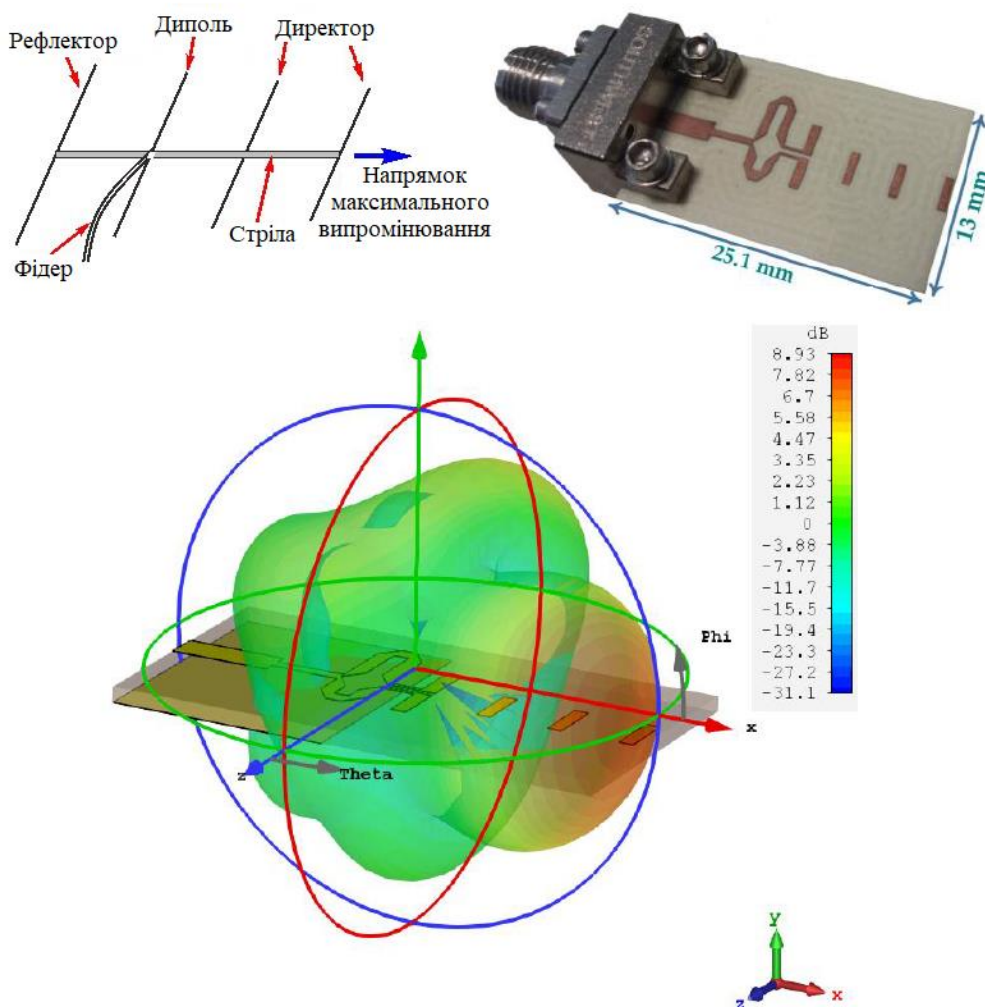 Рефлектор
Диполь
Директор
Напрямок
максимального
випромінювання
Стріла
Фідер
25.1 mm
13 mm
dB
8.93
7.82
6.7
5.58
4.47
3.35
2.23
1.12
0
-3.88
-7.77
-11.7
-15.5
-19.4
-23.3
-27.2
-31.1
Phi
x
z
Theta
y
z
x